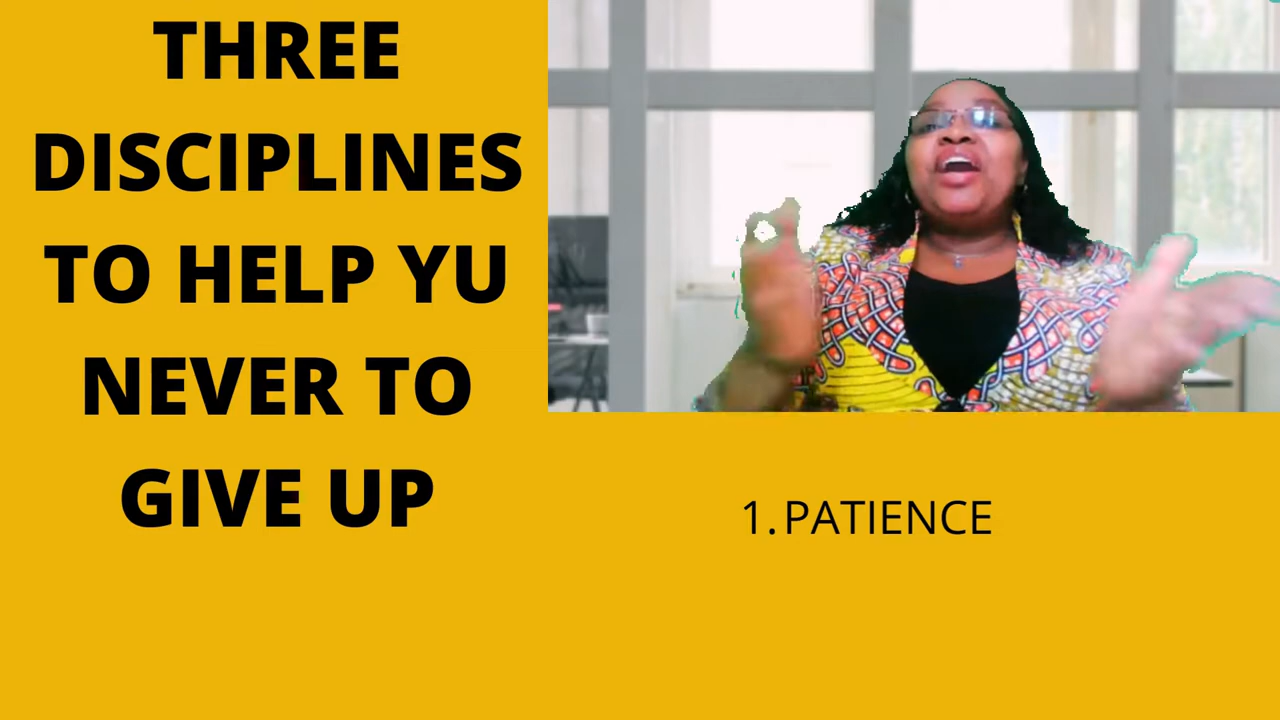 THREE
DISCIPLINES
TO HELP YU
NEVER TO
GIVE UP
1. PATIENCE